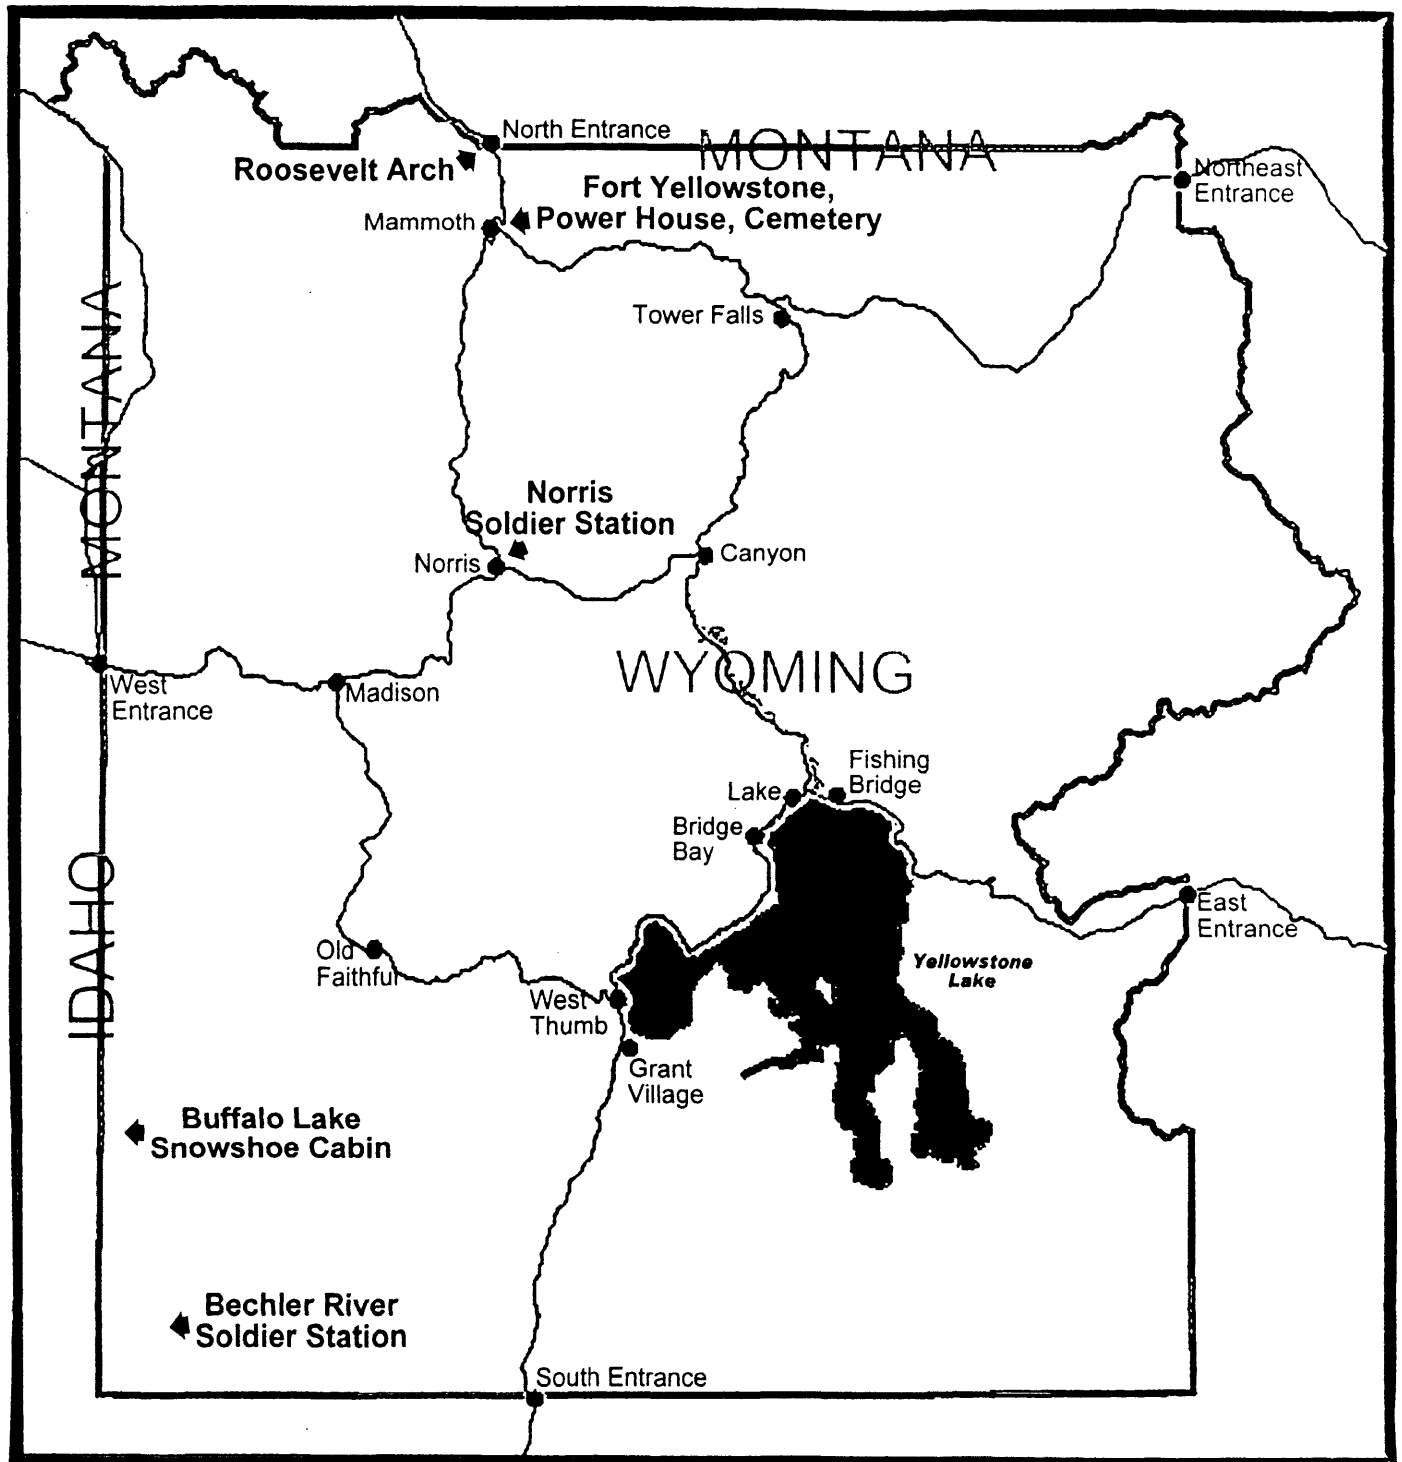 North Entrance
MONTANA
Roosevelt Arch
Northeast
Entrance
Fort Yellowstone,
Power House, Cemetery
Mammoth
Tower Falls
MONTANA
Norris
Soldier Station
Norris
Canyon
WYOMING
West
Entrance
Madison
Fishing
Bridge
Lake
Bridge
Bay
IDAHO
East
Entrance
Old
Faithful
Yellowstone
Lake
West
Thumb
Grant
Village
Buffalo Lake
Snowshoe Cabin
Bechler River
Soldier Station
South Entrance